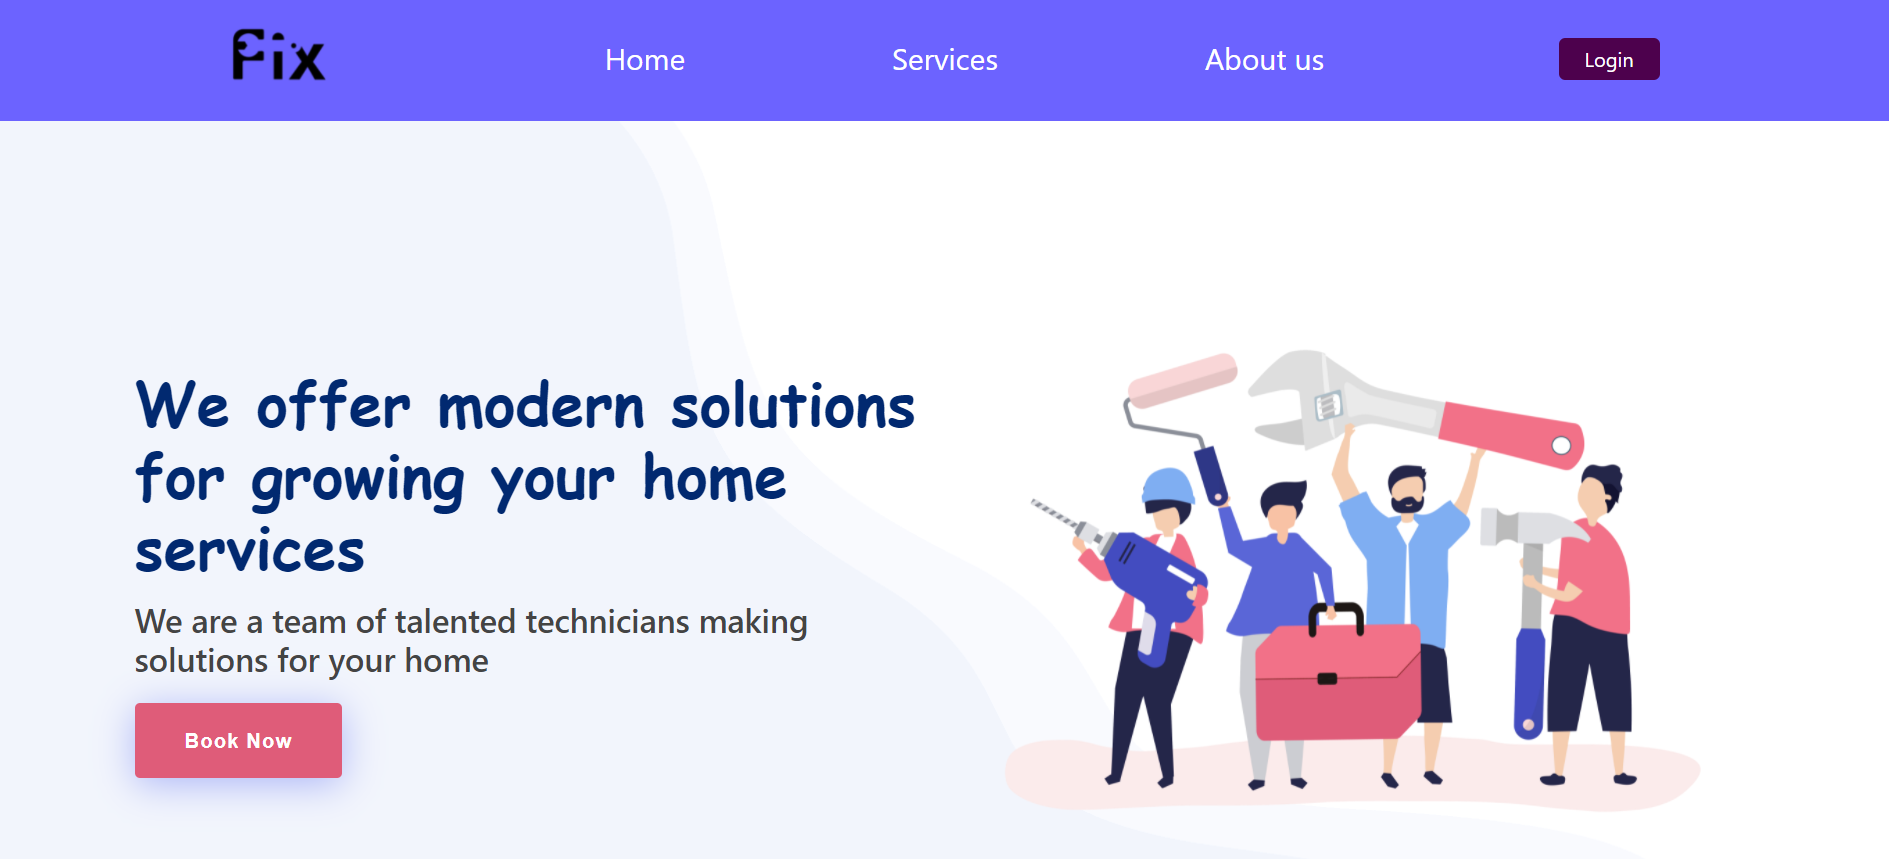 Fix
Home
Services
About us
Login
We offer modern solutions
for growing your home
services
We are a team of talented technicians making
solutions for your home
Book Now